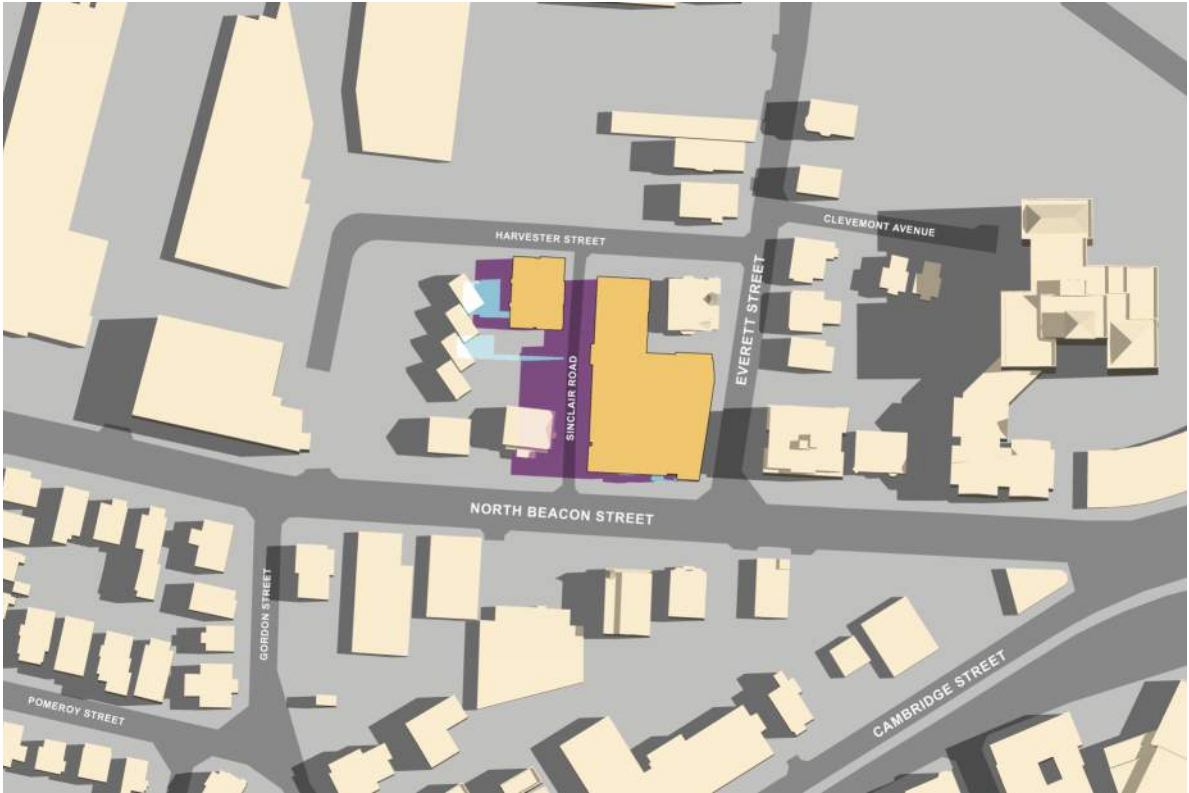 CLEVEMONT AVENUE
HARVESTER STREET
EVERETT STREET
SINCLAIR ROAD
NORTH BEACON STREET
GORDON STREET
CAMBRIDGE STREET
POMEROY STREET